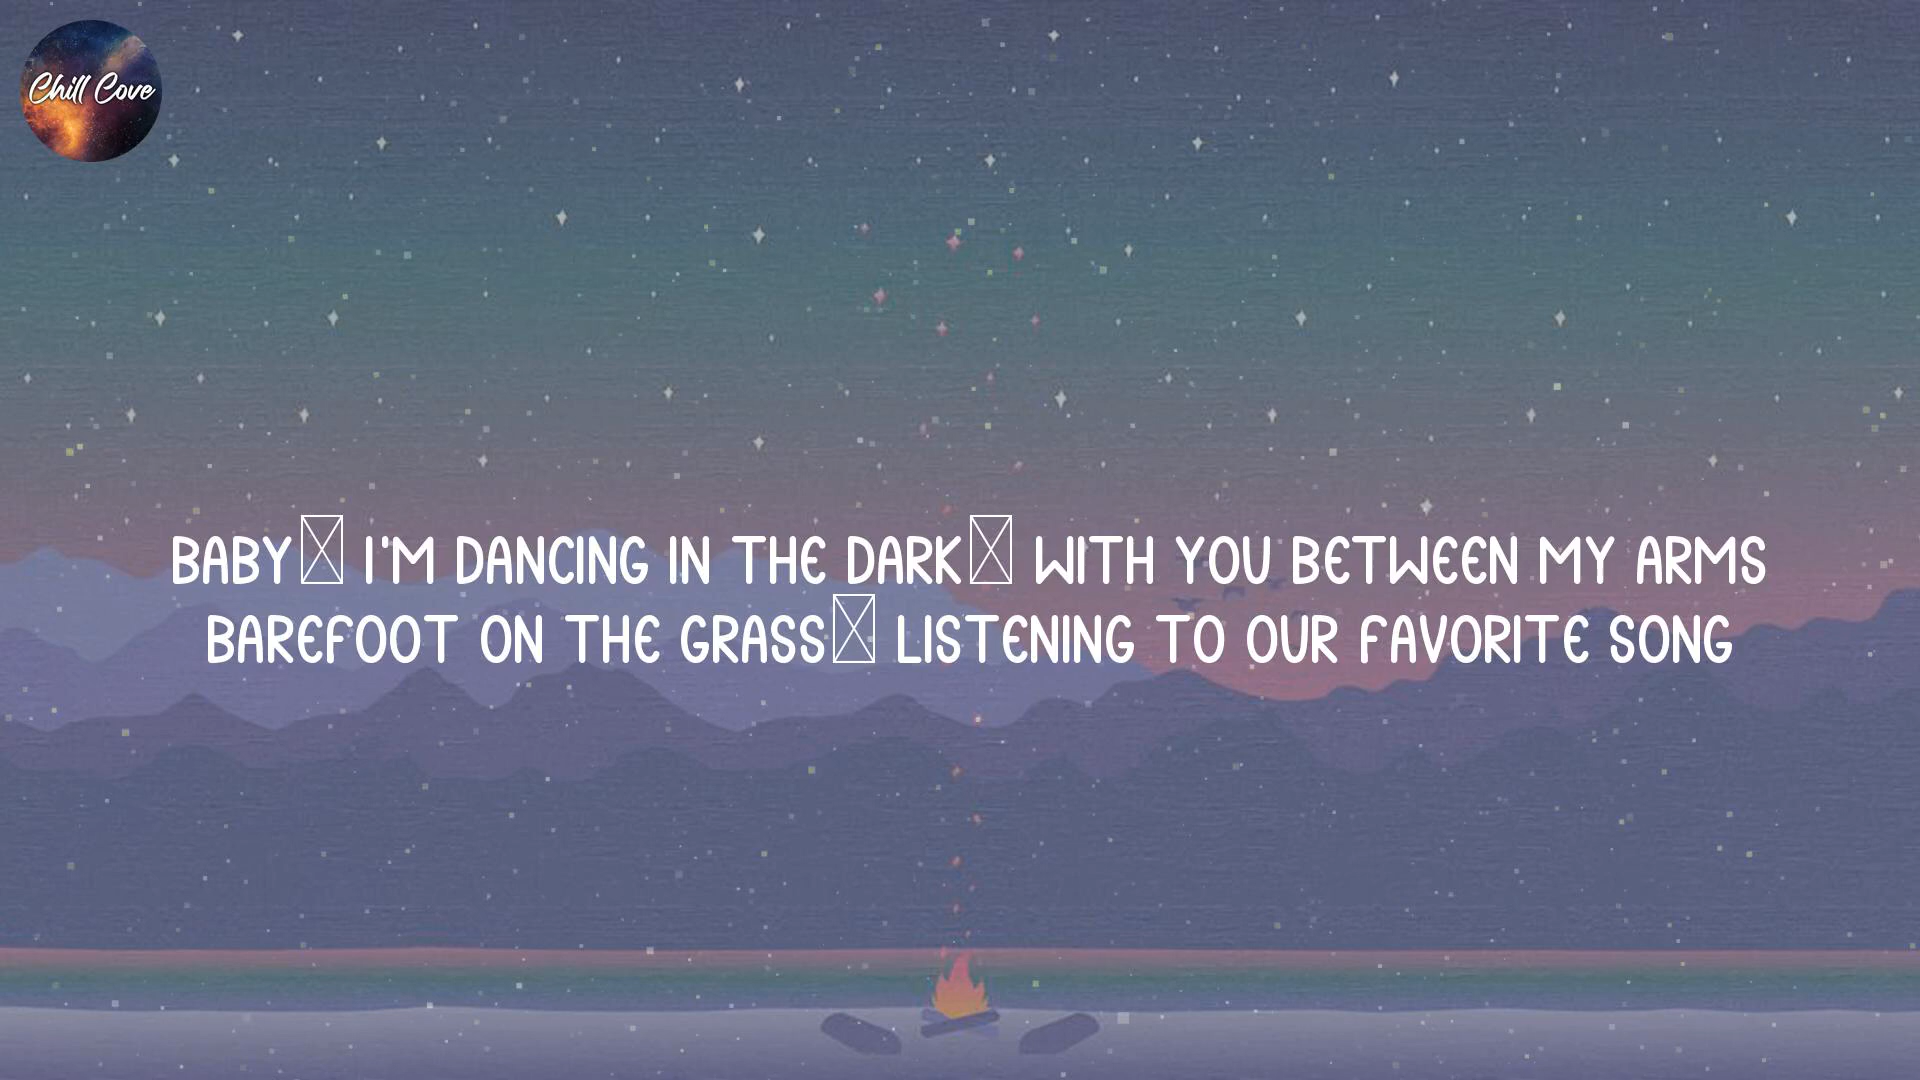 Chill Cove
BABY☒ I'M DANCING IN THE DARK☒ WITH YOU BETWEEN MY ARMS
BAREFOOT ON THE GRASS☒ LISTENING TO OUR FAVORITE SONG